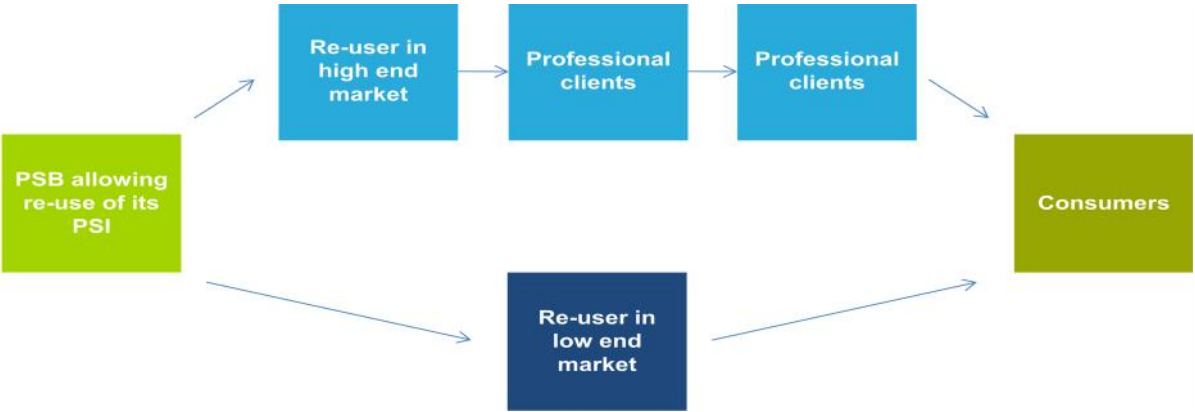 Re-user in
high end
market
Professional
clients
Professional
clients
PSB allowing
re-use of its
PSI
Consumers
Re-user in
low end
market